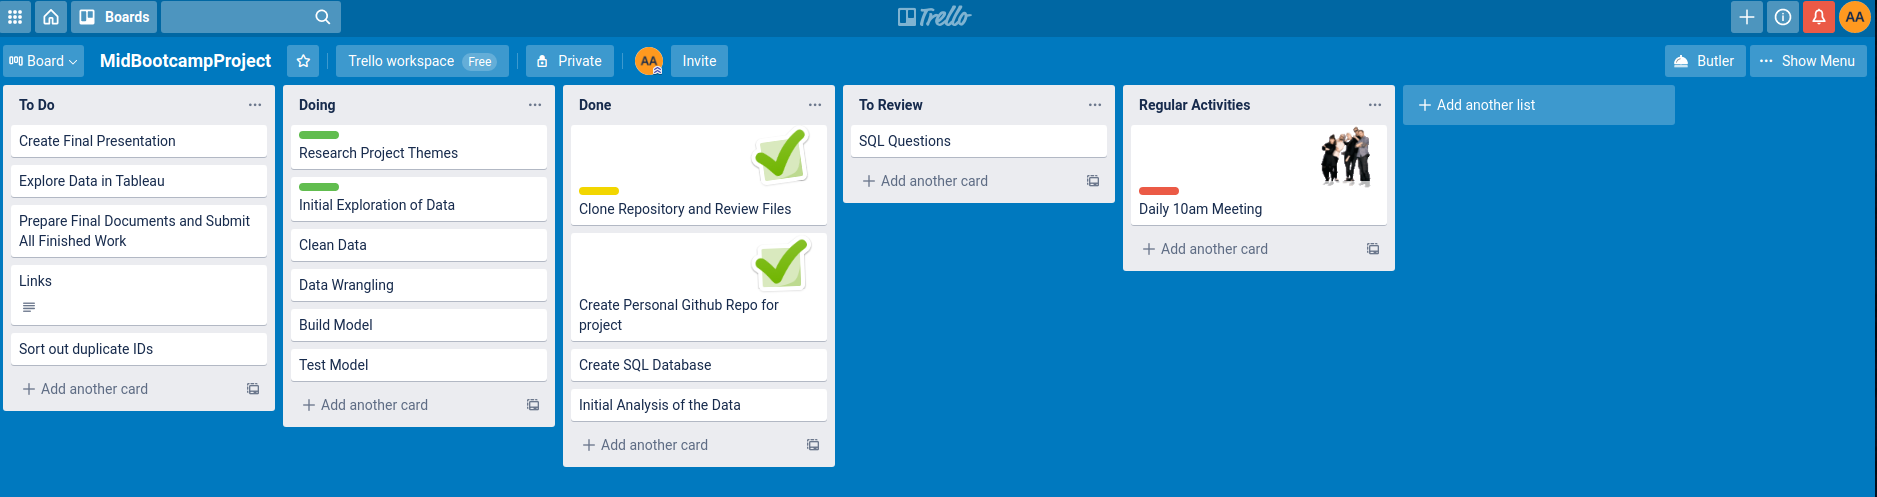 Boards
Trello
AA
Board
MidBootcampProject
Trello workspace Free
Private
AA
Invite
Butler
Show Menu
To Do
Create Final Presentation
Explore Data in Tableau
Prepare Final Documents and Submit
All Finished Work
Links
Sort out duplicate IDs
Add another card
Doing
Research Project Themes
Initial Exploration of Data
Clean Data
Data Wrangling
Build Model
Test Model
Add another card
Done
Clone Repository and Review Files
Create Personal Github Repo for
project
Create SQL Database
Initial Analysis of the Data
Add another card
To Review
SQL Questions
Add another card
Regular Activities
Daily 10am Meeting
Add another card
Add another list